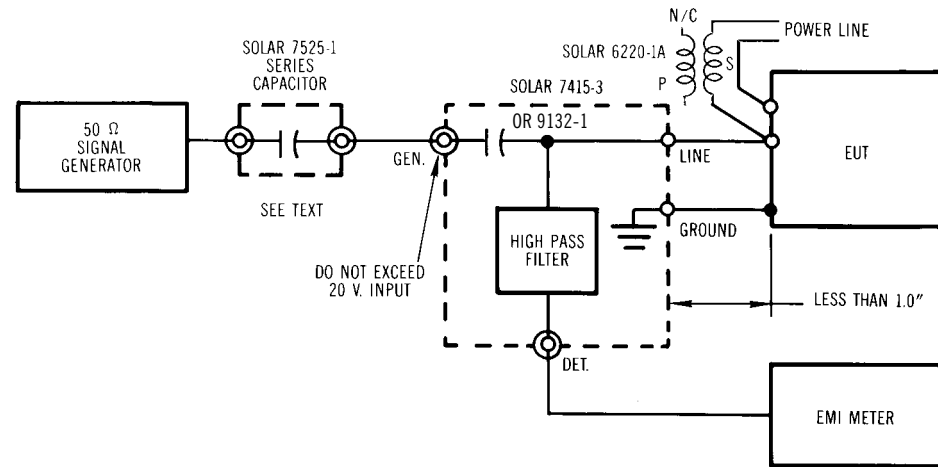 N/C
POWER LINE
SOLAR 6220-1A
P
S
SOLAR 7525-1
SERIES
CAPACITOR
SOLAR 7415-3
OR 9132-1
50 Ω
SIGNAL
GENERATOR
GEN.
LINE
EUT
SEE TEXT
GROUND
HIGH PASS
FILTER
DO NOT EXCEED
20 V. INPUT
LESS THAN 1.0"
DET.
EMI METER